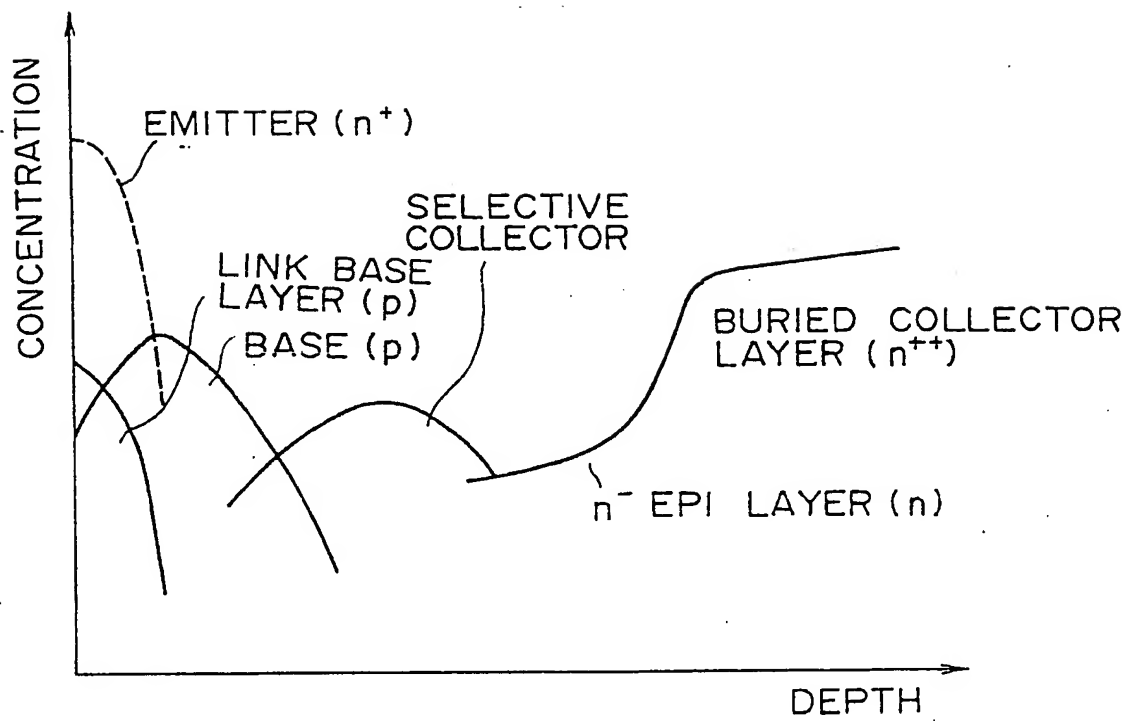 CONCENTRATION
EMITTER (n+)
SELECTIVE
COLLECTOR
LINK BASE
LAYER (p)
BASE (p)
BURIED COLLECTOR
LAYER (n++)
n- EPI LAYER (n)
DEPTH